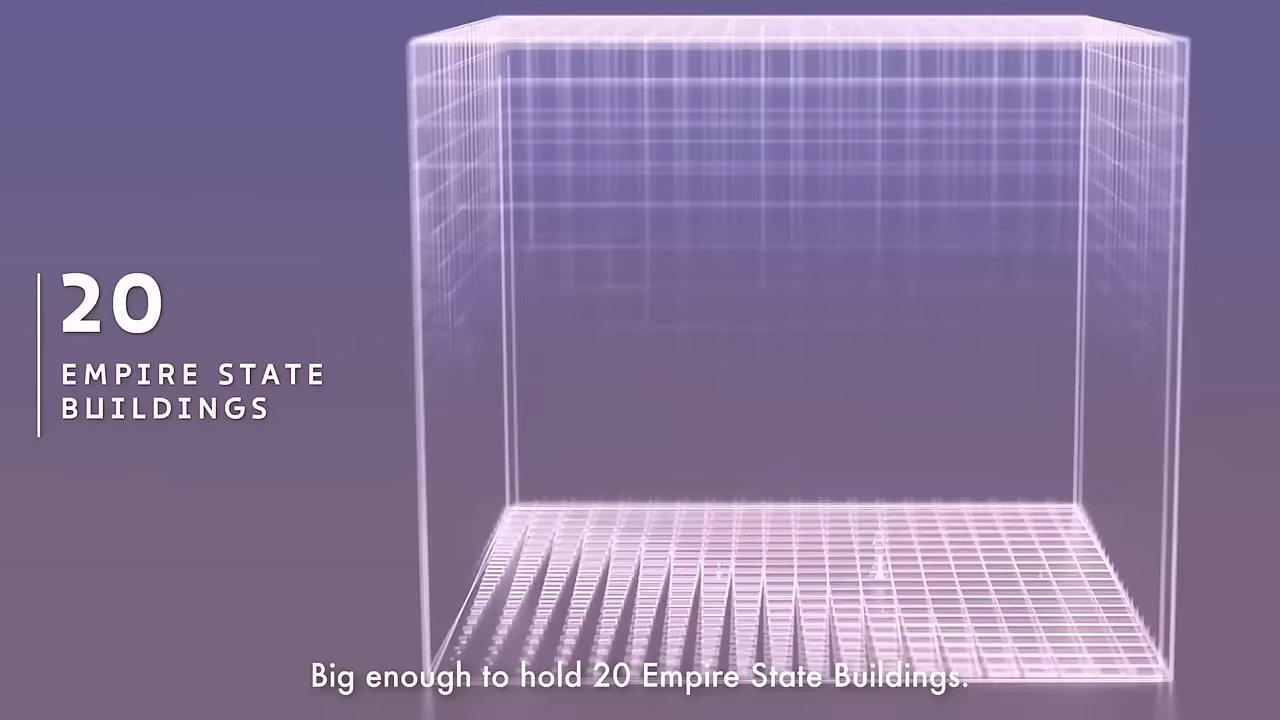 20
EMPIRE STATE
BUILDINGS
Big enough to hold 20 Empire State Buildings.